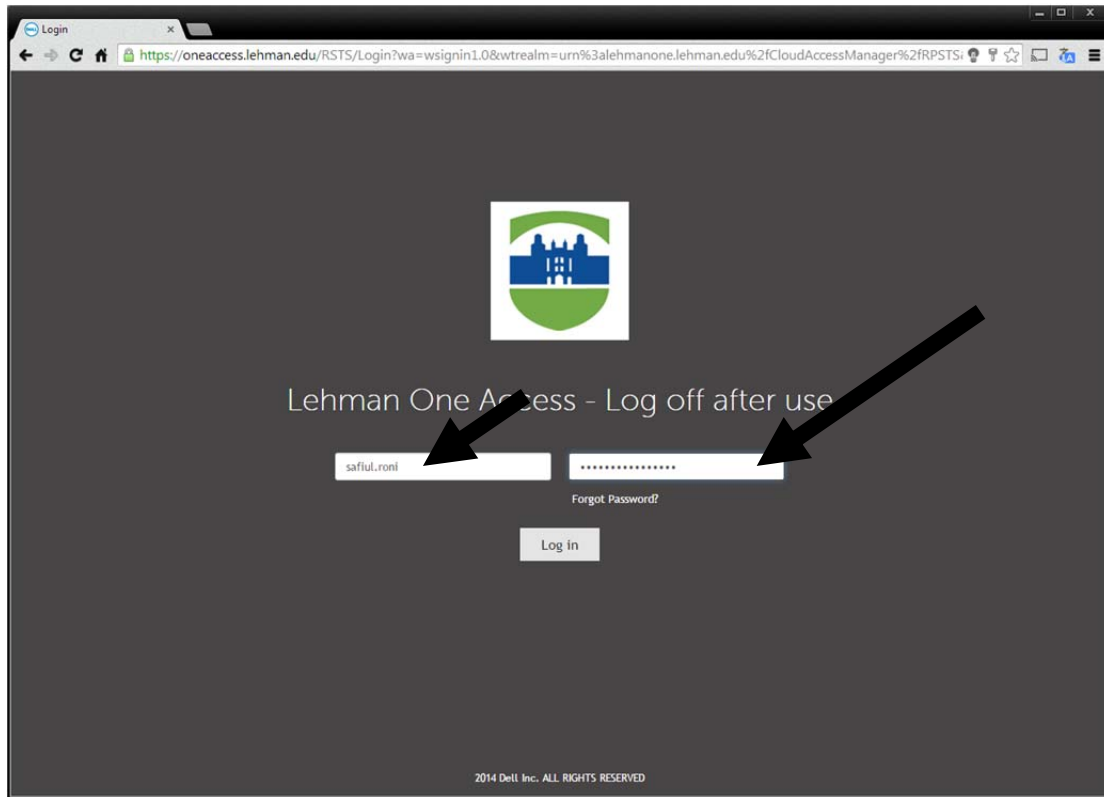 Login
https://oneaccess.lehman.edu/RSTS/Login?wa=wsignin1.0&wtrealm=urn%3alehmanone.lehman.edu%2fCloudAccessManager%2fRPSTS
Lehman One Access - Log off after use
safiul.roni
••••••••••••••••
Forgot Password?
Log in
2014 Dell Inc. ALL RIGHTS RESERVED